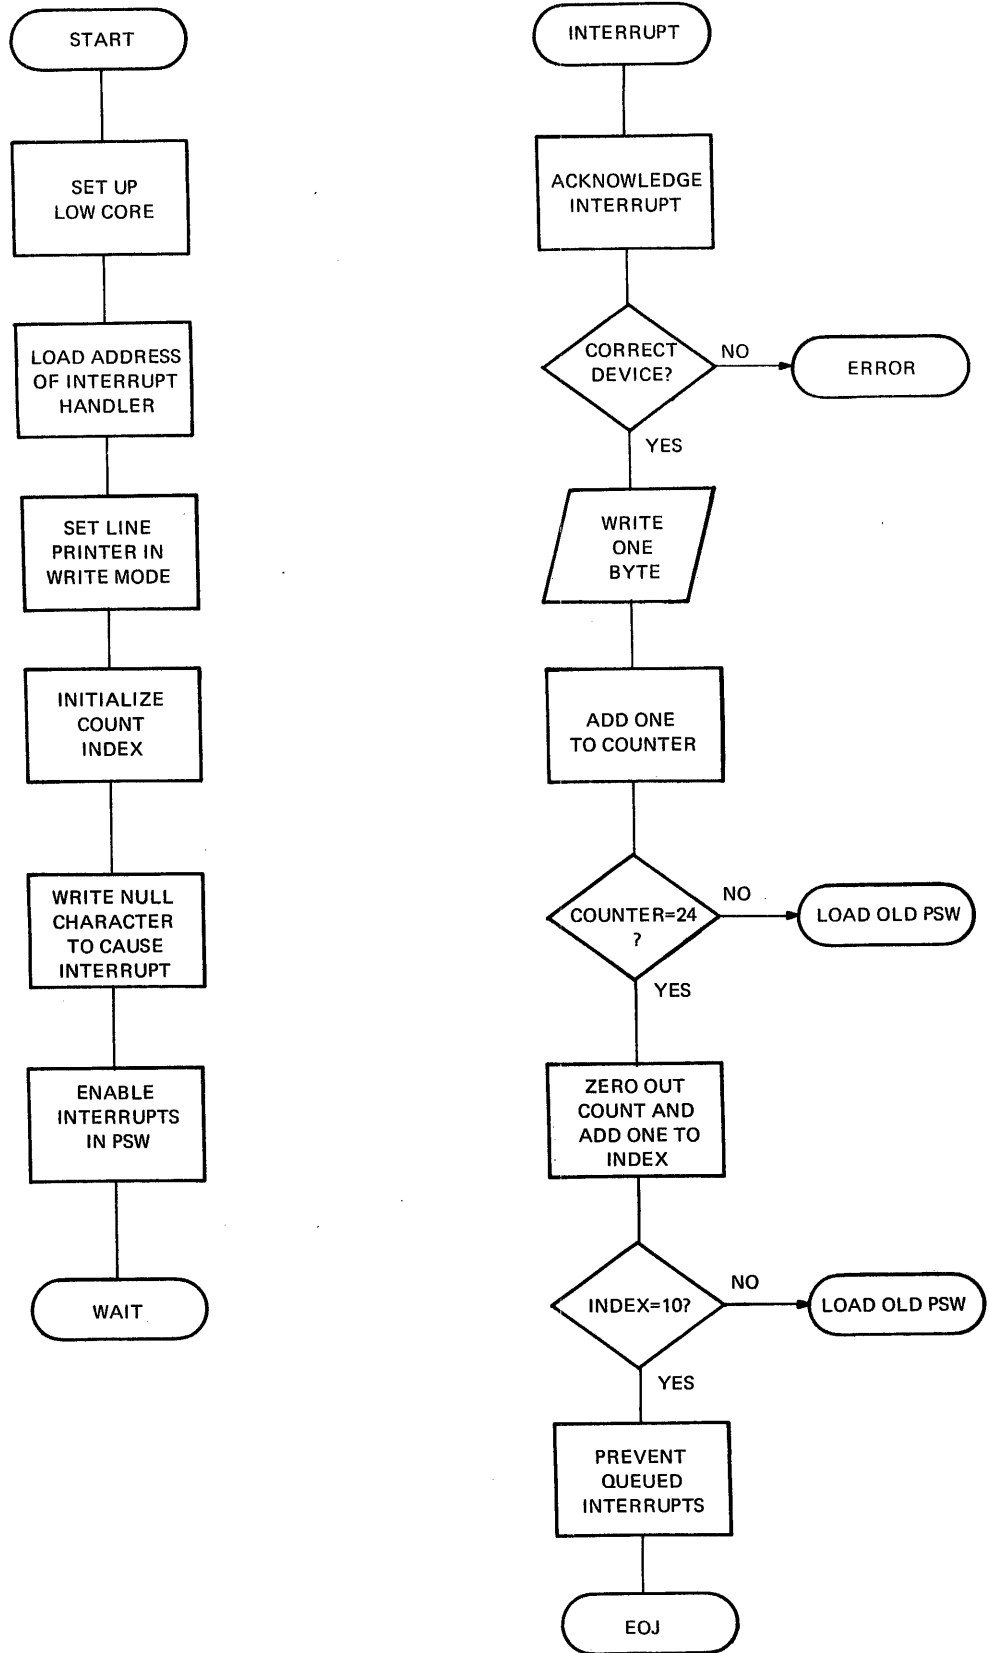 START
SET UP
LOW CORE
LOAD ADDRESS
OF INTERRUPT
HANDLER
SET LINE
PRINTER IN
WRITE MODE
INITIALIZE
COUNT
INDEX
WRITE NULL
CHARACTER
TO CAUSE
INTERRUPT
ENABLE
INTERRUPTS
IN PSW
WAIT
INTERRUPT
ACKNOWLEDGE
INTERRUPT
CORRECT
DEVICE?
NO
ERROR
YES
WRITE
ONE
BYTE
ADD ONE
TO COUNTER
COUNTER=24
?
NO
LOAD OLD PSW
YES
ZERO OUT
COUNT AND
ADD ONE TO
INDEX
INDEX=10?
NO
LOAD OLD PSW
YES
PREVENT
QUEUED
INTERRUPTS
EOJ